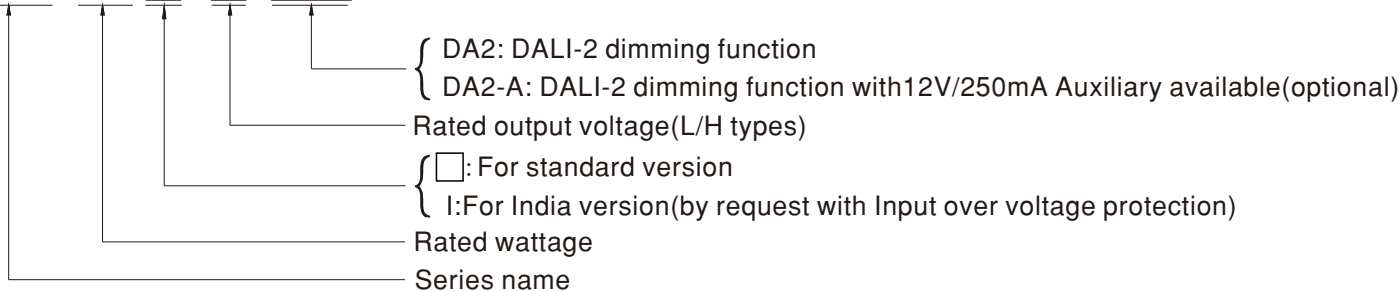 DA2: DALI-2 dimming function
DA2-A: DALI-2 dimming function with12V/250mA Auxiliary available(optional)
Rated output voltage(L/H types)
: For standard version
I:For India version(by request with Input over voltage protection)
Rated wattage
Series name